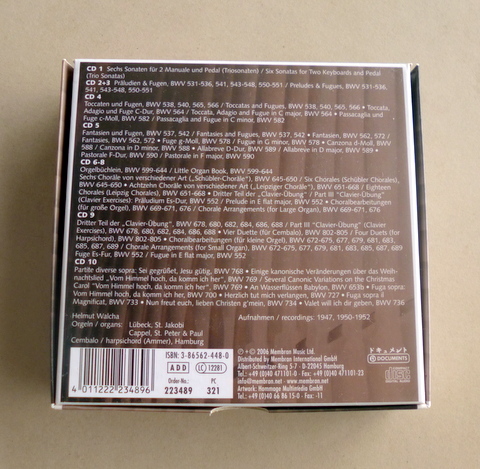 CD 1 Sechs Sonaten für 2 Manuale und Pedal (Triosonaten) / Six Sonatas for Two Keyboards and Pedal
(Trio Sonatas)
CD 2+3 Präludien & Fugen, BWV 531-536, 541, 543-548, 550-551 / Preludes & Fugues, BWV 531-536,
541, 543-548, 550-551
CD 4
Toccaten und Fugen, BWV 538, 540, 565, 566 / Toccatas and Fugues, BWV 538, 540, 565, 566 • Toccata,
Adagio und Fuge C-Dur, BWV 564 / Toccata, Adagio and Fugue in C major, BWV 564 • Passacaglia und
Fuge c-Moll, BWV 582 / Passacaglia and Fugue in C minor, BWV 582
CD 5
Fantasien und Fugen, BWV 537, 542 / Fantasies and Fugues, BWV 537, 542 • Fantasien, BWV 562, 572 /
Fantasies, BWV 562, 572 • Fuge g-Moll, BWV 578 / Fugue in G minor, BWV 578 • Canzona d-Moll, BWV
588 / Canzona in D minor, BWV 588 • Allabreve D-Dur, BWV 589 / Allabreve in D major, BWV 589 •
Pastorale F-Dur, BWV 590 / Pastorale in F major, BWV 590
CD 6-8
Orgelbüchlein, BWV 599-644 / Little Organ Book, BWV 599-644
Sechs Choräle von verschiedener Art („Schübler-Choräle“), BWV 645-650 / Six Chorales (Schübler Chorales),
BWV 645-650 • Achtzehn Choräle von verschiedener Art („Leipziger Choräle“), BWV 651-668 / Eighteen
Chorales (Leipzig Chorales), BWV 651-668 • Dritter Teil der „Clavier-Übung“ / Part III “Clavier-Übung”
(Clavier Exercises), BWV 552: Präludium Es-Dur, BWV 552 / Prelude in E flat major, BWV 552 • Choralbearbeitungen
(für große Orgel), BWV 669-671, 676 / Chorale Arrangements (for Large Organ), BWV 669-671, 676
CD 9
Dritter Teil der „Clavier-Übung“, BWV 678, 680, 682, 684, 686, 688 / Part III “Clavier-Übung” (Clavier
Exercises), BWV 678, 680, 682, 684, 686, 688 • Vier Duette (für Cembalo), BWV 802-805 / Four Duets (for
Harpsichord), BWV 802-805 • Choralbearbeitungen (für kleine Orgel), BWV 672-675, 677, 679, 681, 683,
685, 687, 689 / Chorale Arrangements (for Small Organ), BWV 672-675, 677, 679, 681, 683, 685, 687, 689
Fuge Es-Fur, BWV 552 / Fugue in E flat major, BWV 552
CD 10
Partite diverse sopra: Sei gegrüßet, Jesu gütig, BWV 768 • Einige kanonische Veränderungen über das Weih-
nachtslied „Vom Himmel hoch, da komm ich her“, BWV 769 / Several Canonic Variations on the Christmas
Carol “Vom Himmel hoch, da komm ich her”, BWV 769 • An Wasserflüssen Babylon, BWV 653b • Fuga sopra:
Vom Himmel hoch, da komm ich her, BWV 700 • Herzlich tut mich verlangen, BWV 727 • Fuga sopra il
Magnificat, BWV 733 • Nun freut euch, lieben Christen g’mein, BWV 734 • Valet will ich dir geben, BWV 736
Helmut Walcha
Orgeln / organs: Lübeck, St. Jakobi
Cappel, St. Peter & Paul
Cembalo / harpsichord (Ammer), Hamburg
Aufnahmen / recordings: 1947, 1950-1952
ISBN: 3-86562-448-0
ADD LC 12281
Order-No.: PC
223489 321
4 011222 234896
℗ + © 2006 Membran Music Ltd.
Distributed by Membran International GmbH
Albert-Schweitzer-Ring 5-7 - D-22045 Hamburg
Tel.: +49 (0)40 471101-0 · Fax: -23
info@membran.net · www.membran.net
Artwork: Hommage Multimédia GmbH
Tel.: +49 (0)40 66 86 15-0 · Fax: -11
ドキュメント
DOCUMENTS
COMPACT
disc
DIGITAL AUDIO